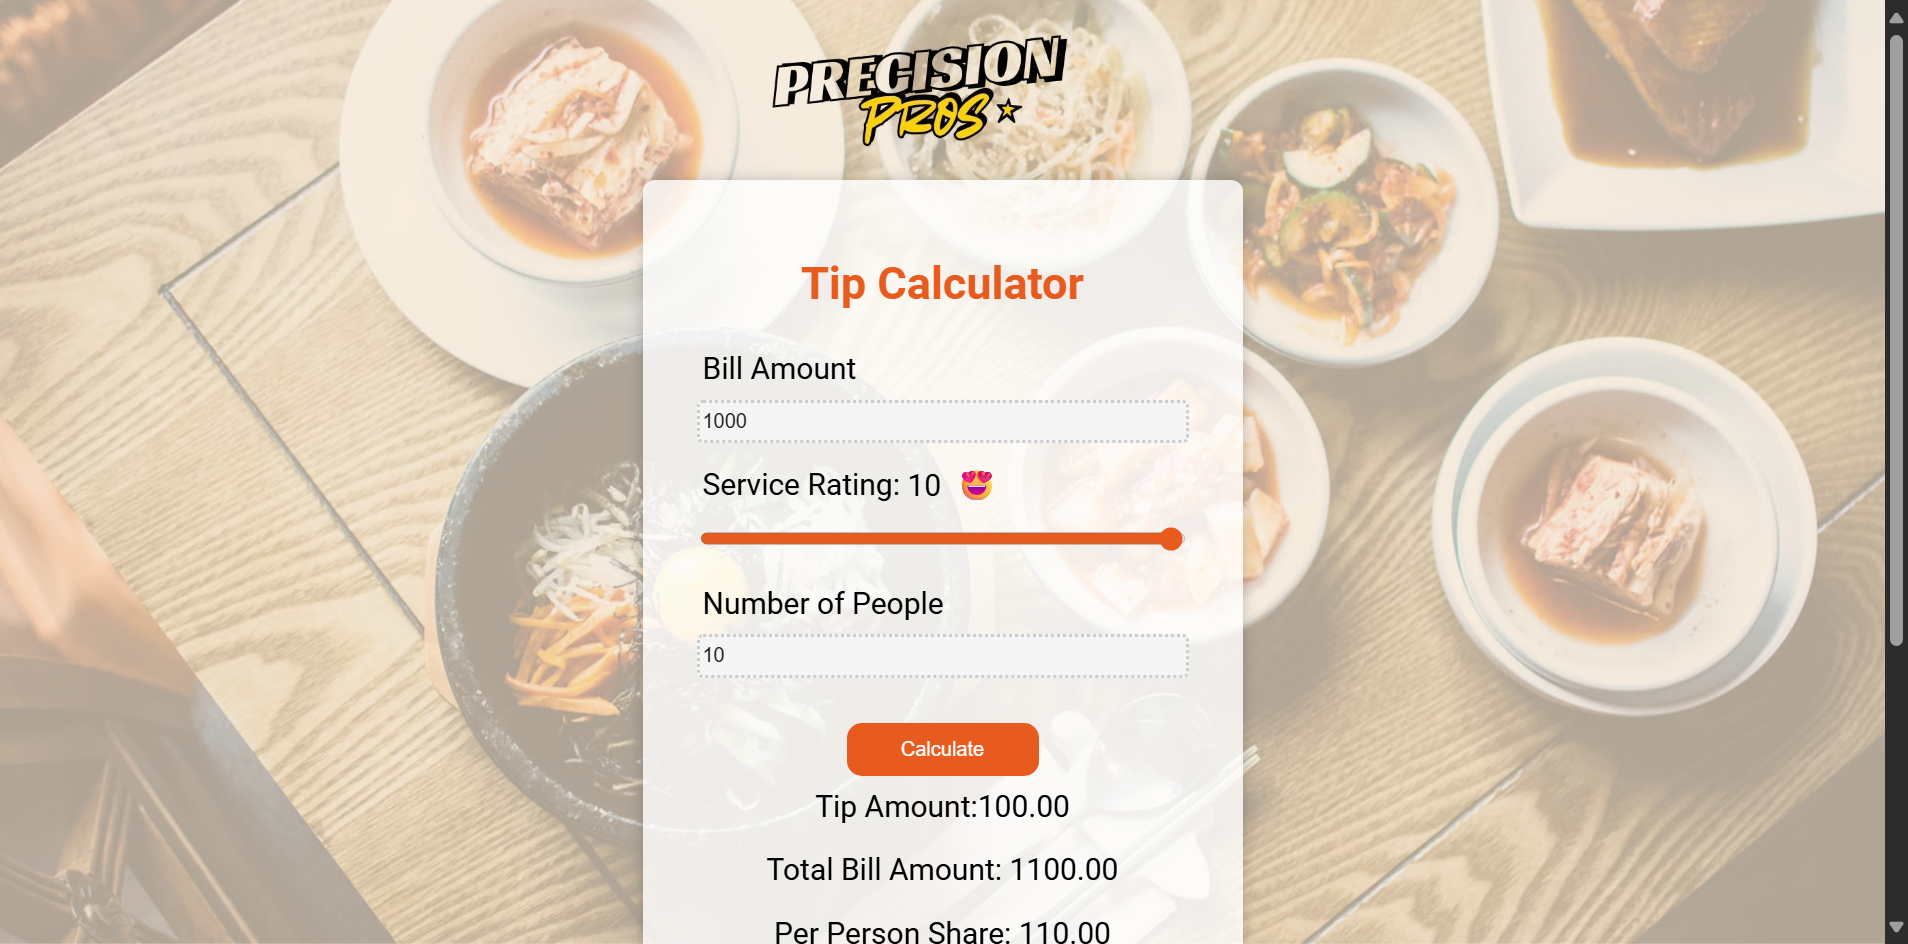 PRECISION
PROS
Tip Calculator
Bill Amount
1000
Service Rating: 10 😍
Number of People
10
Calculate
Tip Amount:100.00
Total Bill Amount: 1100.00
Per Person Share: 110.00